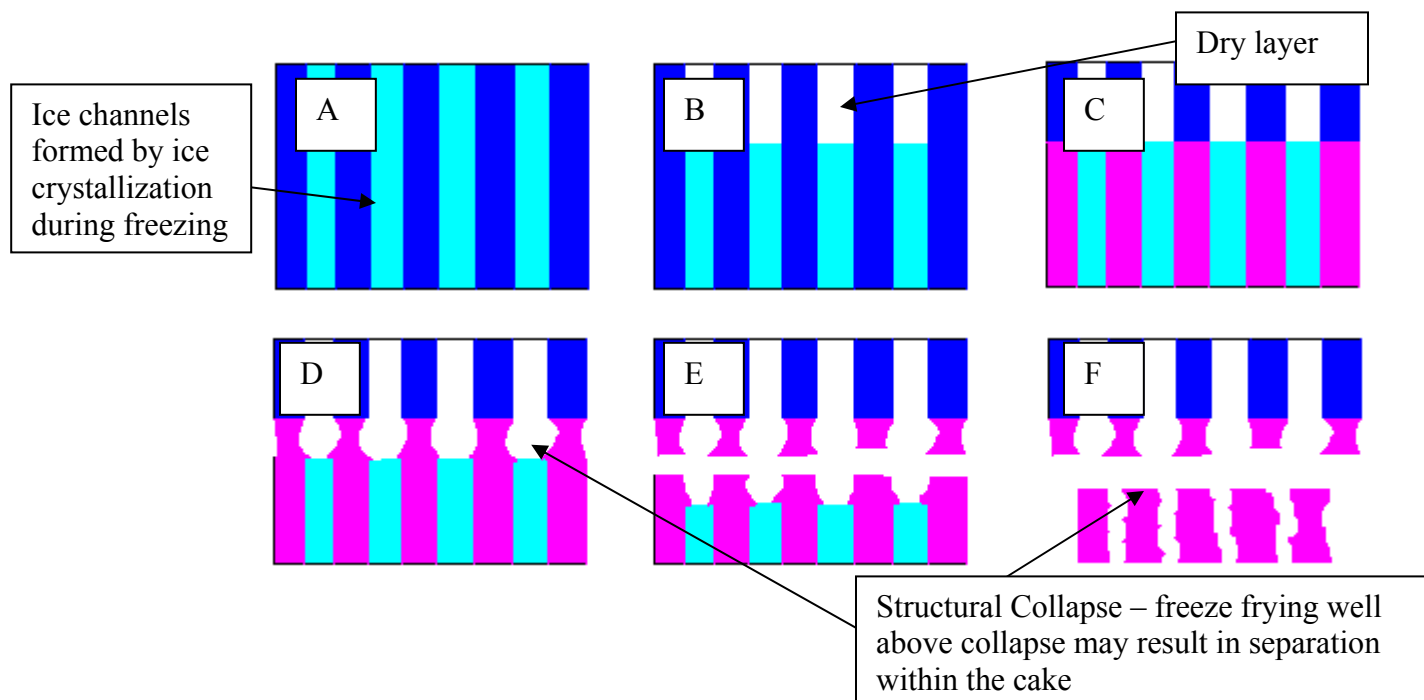 Dry layer
Ice channels
formed by ice
crystallization
during freezing
A
B
C
D
E
F
Structural Collapse – freeze frying well
above collapse may result in separation
within the cake